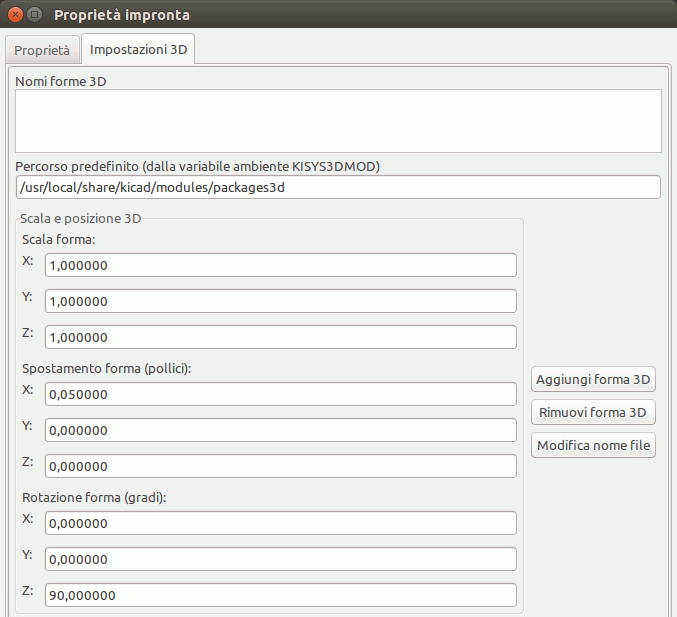 Proprietà impronta
Proprietà
Impostazioni 3D
Nomi forme 3D
Percorso predefinito (dalla variabile ambiente KISYS3DMOD)
/usr/local/share/kicad/modules/packages3d
Scala e posizione 3D
Scala forma:
X: 1,000000
Y: 1,000000
Z: 1,000000
Spostamento forma (pollici):
X: 0,050000
Y: 0,000000
Z: 0,000000
Rotazione forma (gradi):
X: 0,000000
Y: 0,000000
Z: 90,000000
Aggiungi forma 3D
Rimuovi forma 3D
Modifica nome file